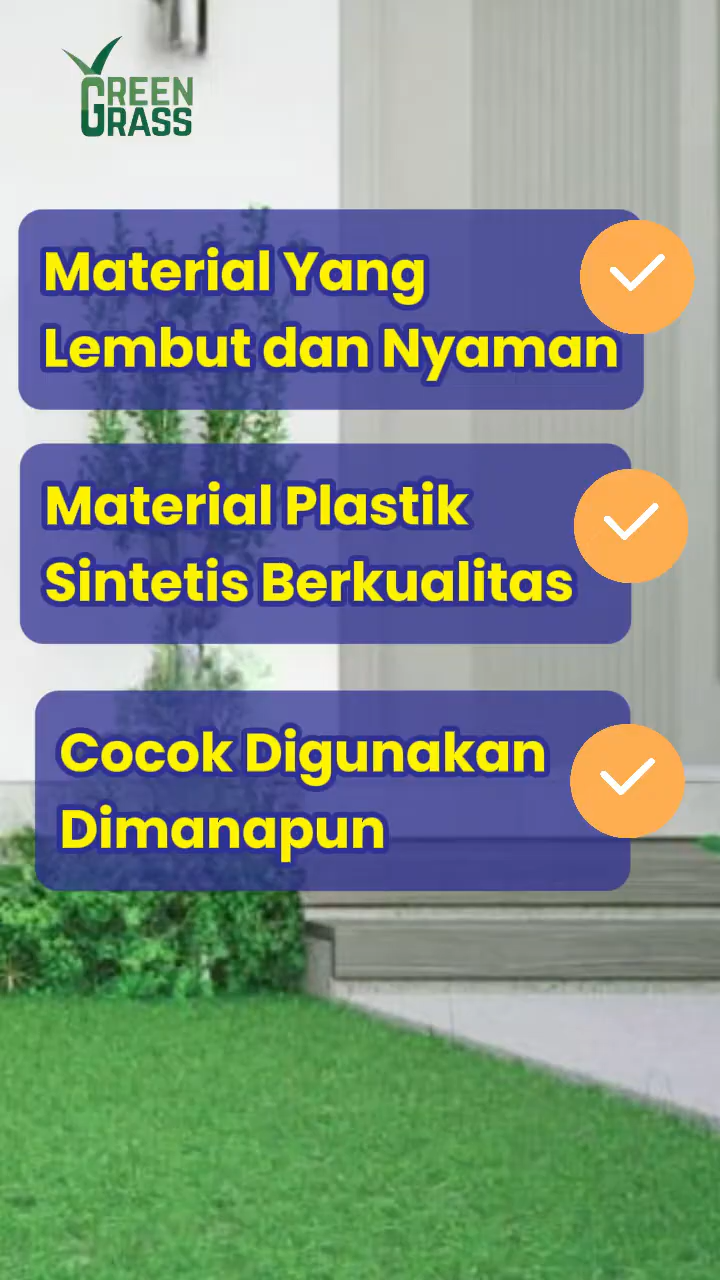 GREEN
GRASS
Material Yang
Lembut dan Nyaman
Material Plastik
Sintetis Berkualitas
Cocok Digunakan
Dimanapun